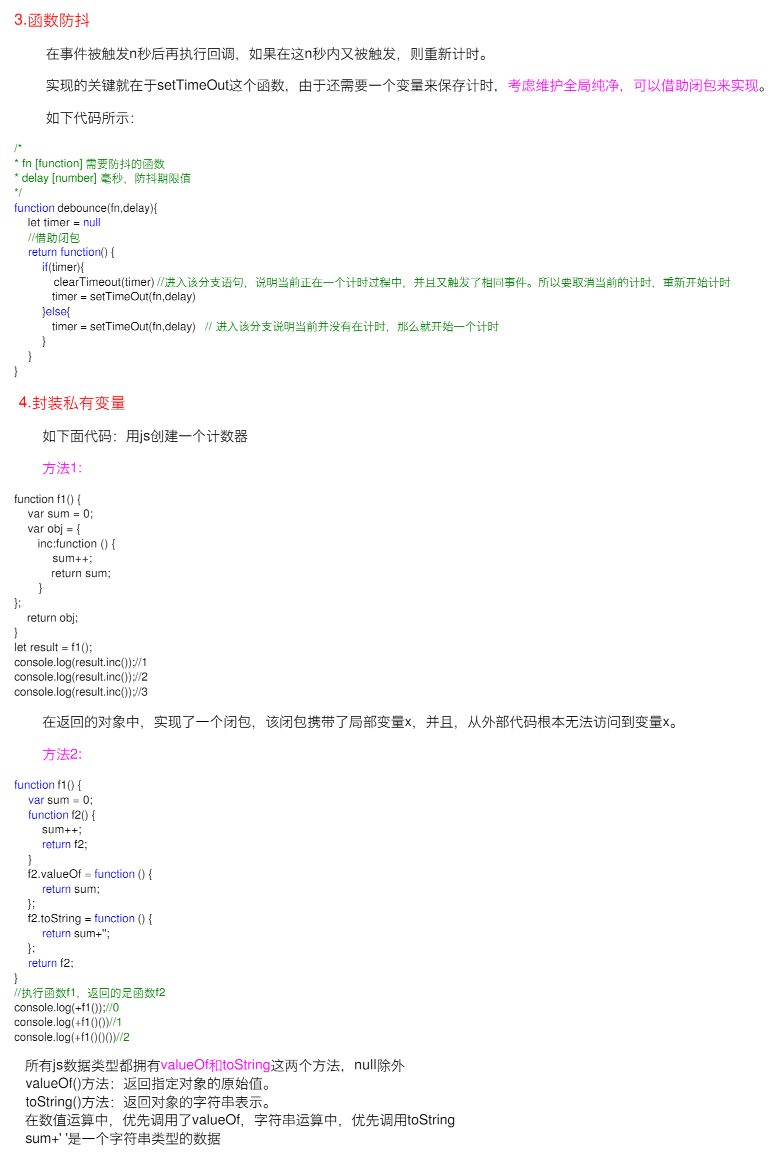 3.函数防抖
在事件被触发n秒后再执行回调，如果在这n秒内又被触发，则重新计时。
实现的关键就在于setTimeOut这个函数，由于还需要一个变量来保存计时，考虑维护全局纯净，可以借助闭包来实现。
如下代码所示：
/*
* fn [function] 需要防抖的函数
* delay [number] 毫秒，防抖期限值
*/
function debounce(fn,delay){
let timer = null
//借助闭包
return function() {
if(timer){
clearTimeout(timer) //进入该分支语句，说明当前正在一个计时过程中，并且又触发了相同事件。所以要取消当前的计时，重新开始计时
timer = setTimeOut(fn,delay)
}else{
timer = setTimeOut(fn,delay) // 进入该分支说明当前并没有在计时，那么就开始一个计时
}
}
}
4.封装私有变量
如下面代码：用js创建一个计数器
方法1:
function f1() {
var sum = 0;
var obj = {
inc:function () {
sum++;
return sum;
}
};
return obj;
}
let result = f1();
console.log(result.inc());//1
console.log(result.inc());//2
console.log(result.inc());//3
在返回的对象中，实现了一个闭包，该闭包携带了局部变量x，并且，从外部代码根本无法访问到变量x。
方法2:
function f1() {
var sum = 0;
function f2() {
sum++;
return f2;
}
f2.valueOf = function () {
return sum;
};
f2.toString = function () {
return sum+'';
};
return f2;
}
//执行函数f1，返回的是函数f2
console.log(+f1());//0
console.log(+f1()())//1
console.log(+f1()()())//2
所有js数据类型都拥有valueOf和toString这两个方法，null除外
valueOf()方法：返回指定对象的原始值。
toString()方法：返回对象的字符串表示。
在数值运算中，优先调用了valueOf，字符串运算中，优先调用toString
sum+' '是一个字符串类型的数据